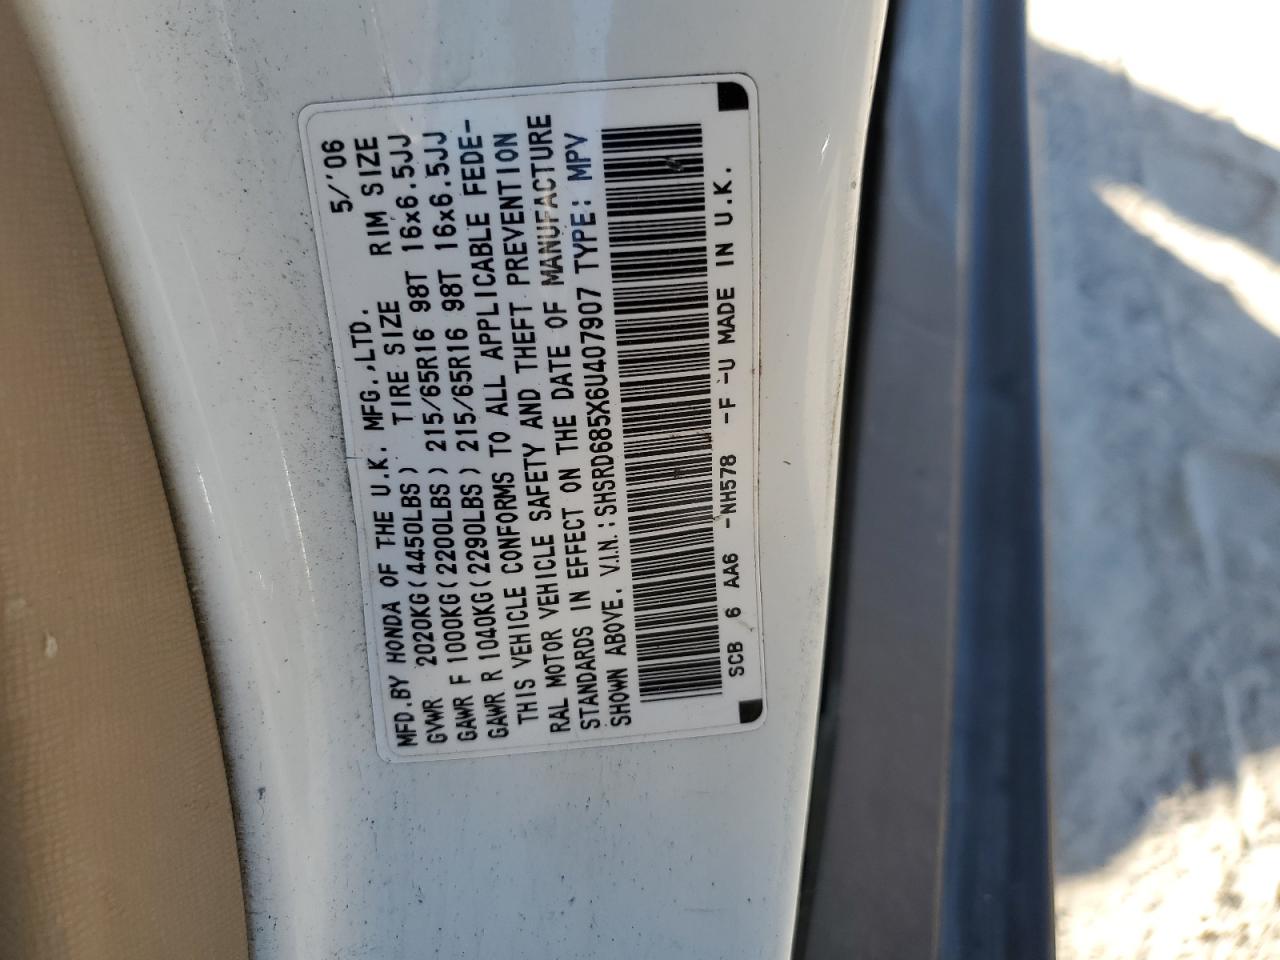 5/'06
MFD.BY HONDA OF THE U.K. MFG.,LTD. RIM SIZE
GVWR 2020KG(4450LBS) TIRE SIZE
GAWR F 1000KG(2200LBS) 215/65R16 98T 16x6.5JJ
GAWR R 1040KG(2290LBS) 215/65R16 98T 16x6.5JJ
THIS VEHICLE CONFORMS TO ALL APPLICABLE FEDE-
RAL MOTOR VEHICLE SAFETY AND THEFT PREVENTION
STANDARDS IN EFFECT ON THE DATE OF MANUFACTURE
SHOWN ABOVE. V.I.N.:SHSRD685X6U407907 TYPE: MPV
SCB 6 AA6 -NH578 -F -U MADE IN U.K.